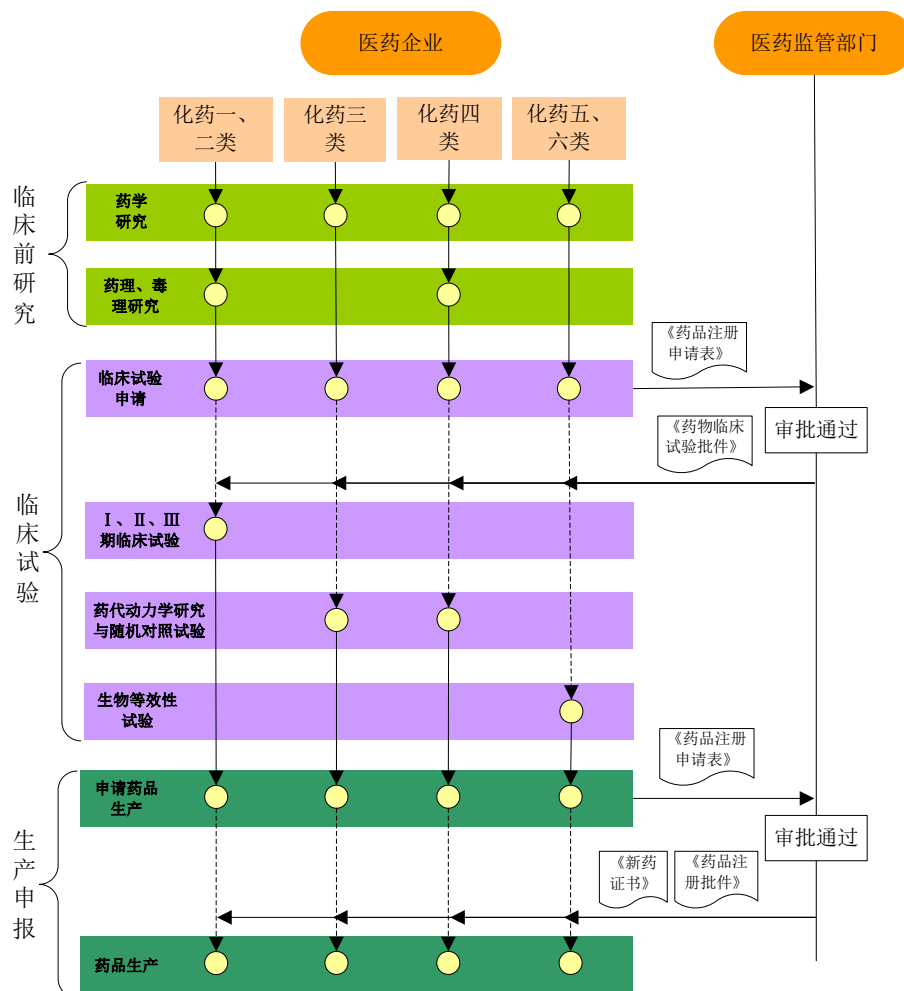 医药企业
医药监管部门
化药一、
二类
化药三
类
化药四
类
化药五、
六类
临
床
前
研
究
药学
研究
药理、毒
理研究
《药品注册
申请表》
临床试验
申请
审批通过
《药物临床
试验批件》
临
床
试
验
Ⅰ、Ⅱ、Ⅲ
期临床试验
药代动力学研究
与随机对照试验
生物等效性
试验
《药品注册
申请表》
生
产
申
报
申请药品
生产
审批通过
《新药
证书》
《药品注
册批件》
药品生产